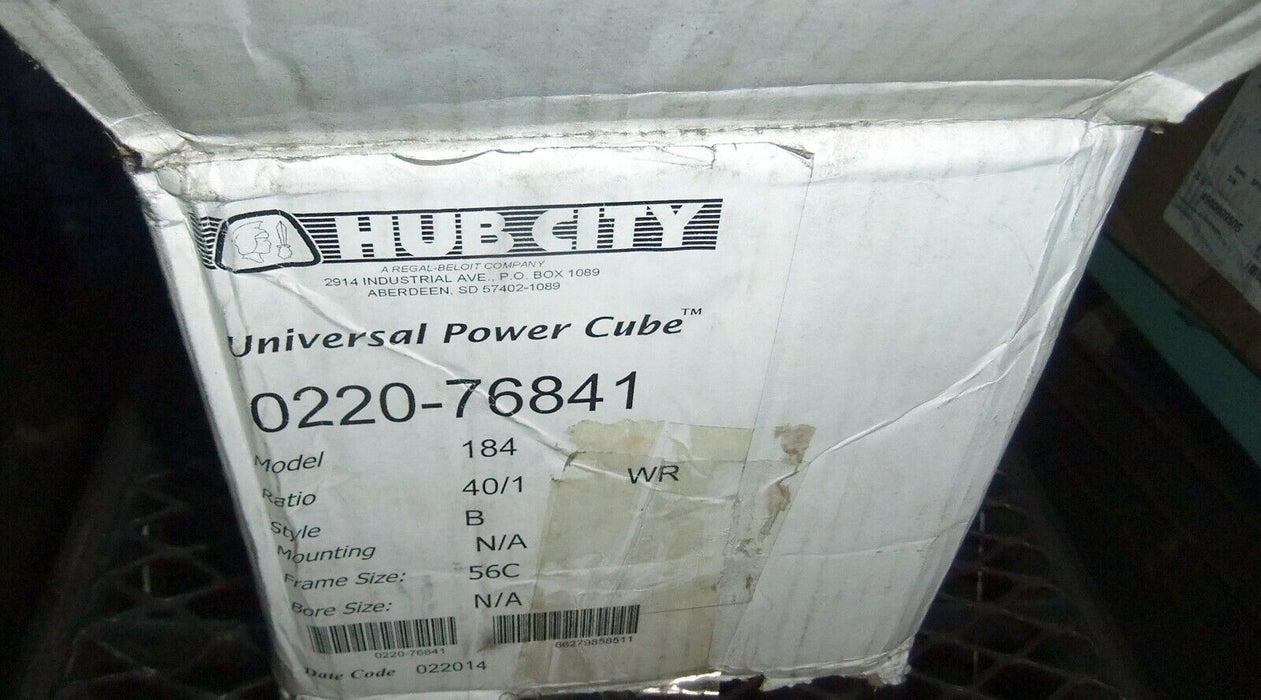 HUB CITY
A REGAL-BELOIT COMPANY
2914 INDUSTRIAL AVE., P.O. BOX 1089
ABERDEEN, SD 57402-1089
Universal Power Cube™
0220-76841
Model 184
Ratio 40/1 WR
Style B
Mounting N/A
Frame Size: 56C
Bore Size: N/A
0220-76841 66279858511
Date Code 022014